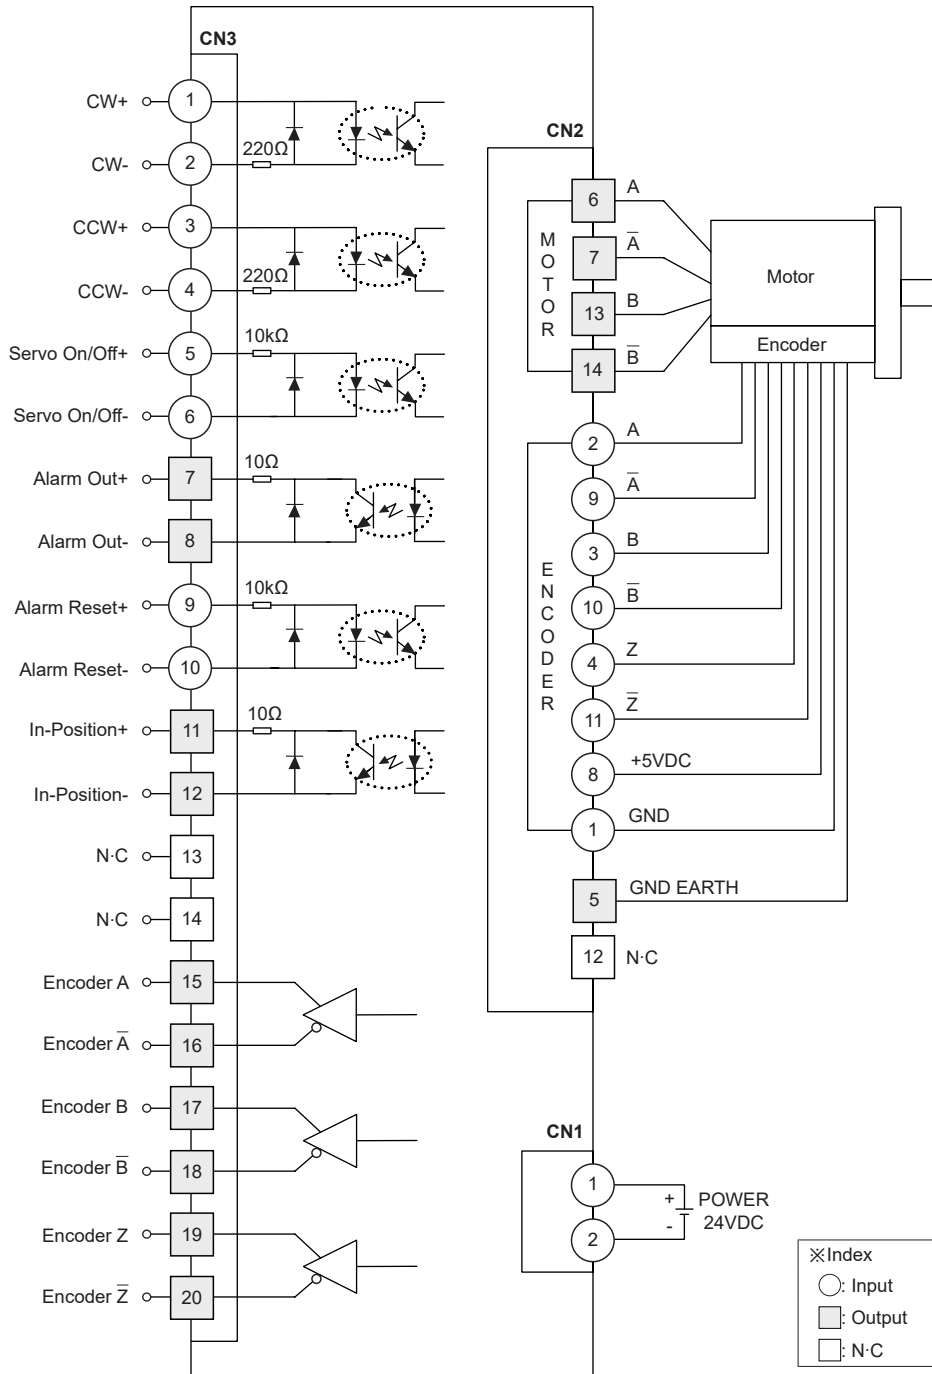 CN3
CW+ 1
CW- 2 220Ω
CCW+ 3
CCW- 4 220Ω
Servo On/Off+ 5 10kΩ
Servo On/Off- 6
Alarm Out+ 7 10Ω
Alarm Out- 8
Alarm Reset+ 9 10kΩ
Alarm Reset- 10
In-Position+ 11 10Ω
In-Position- 12
N·C 13
N·C 14
Encoder A 15
Encoder A̅ 16
Encoder B 17
Encoder B̅ 18
Encoder Z 19
Encoder Z̅ 20
CN2
MOTOR
6 A
7 A̅
13 B
14 B̅
Motor
Encoder
ENCODER
2 A
9 A̅
3 B
10 B̅
4 Z
11 Z̅
8 +5VDC
1 GND
5 GND EARTH
12 N·C
CN1
1 +
2 -
POWER
24VDC
※Index
: Input
: Output
: N·C